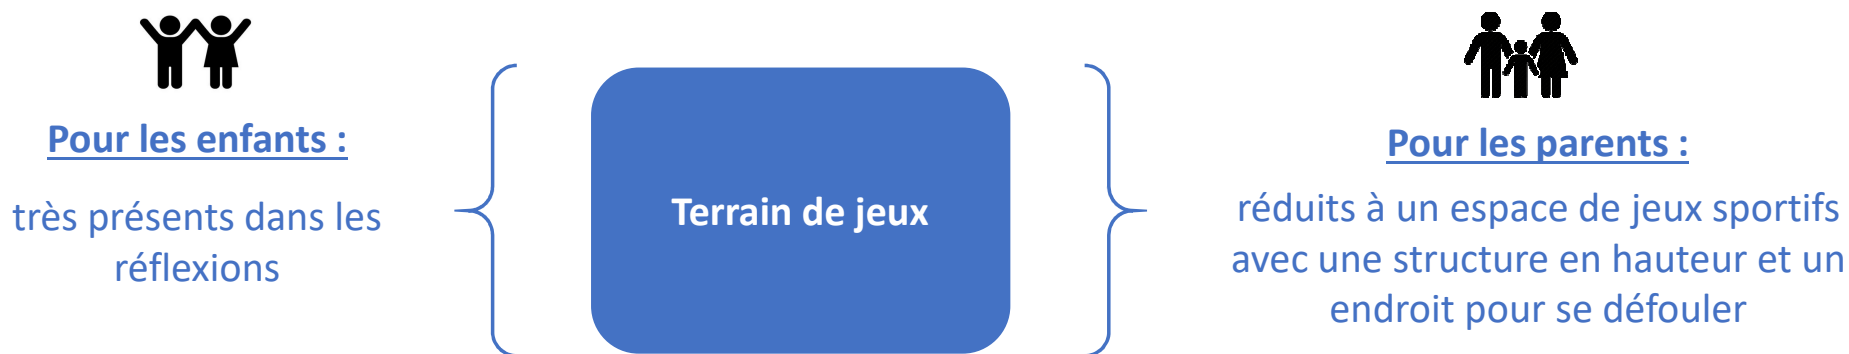 Pour les enfants :
très présents dans les
réflexions
Terrain de jeux
Pour les parents :
réduits à un espace de jeux sportifs
avec une structure en hauteur et un
endroit pour se défouler